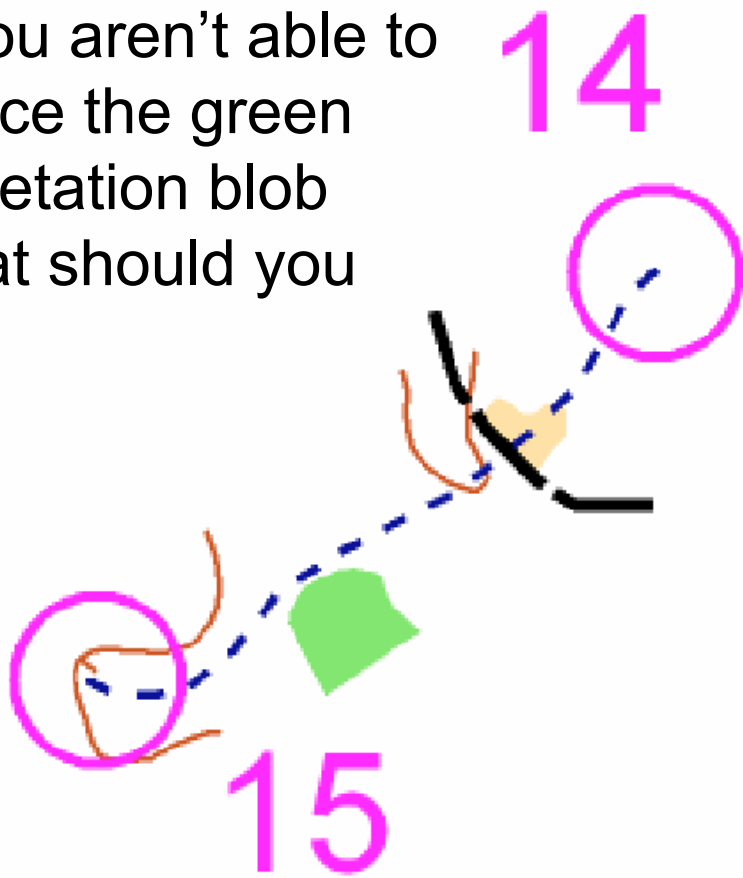 ou aren’t able to
ce the green
etation blob
at should you
14
15